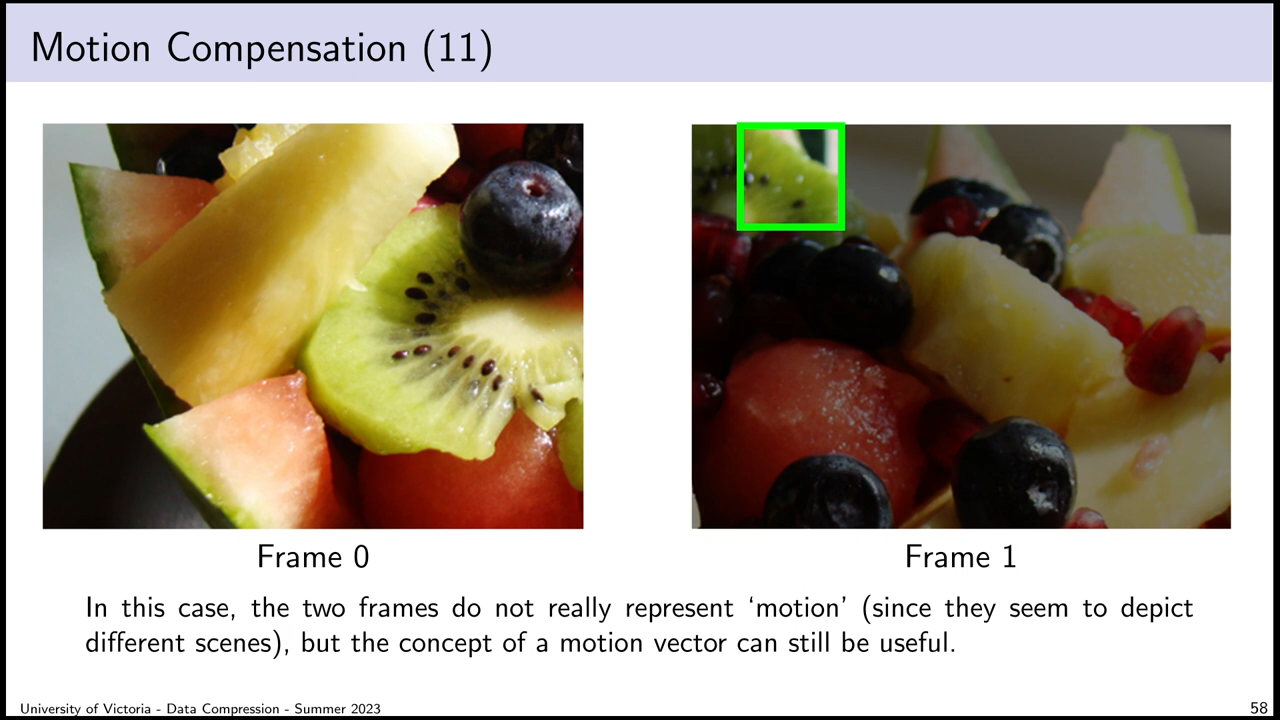 Motion Compensation (11)
Frame 0
Frame 1
In this case, the two frames do not really represent ‘motion’ (since they seem to depict
different scenes), but the concept of a motion vector can still be useful.
University of Victoria - Data Compression - Summer 2023
58